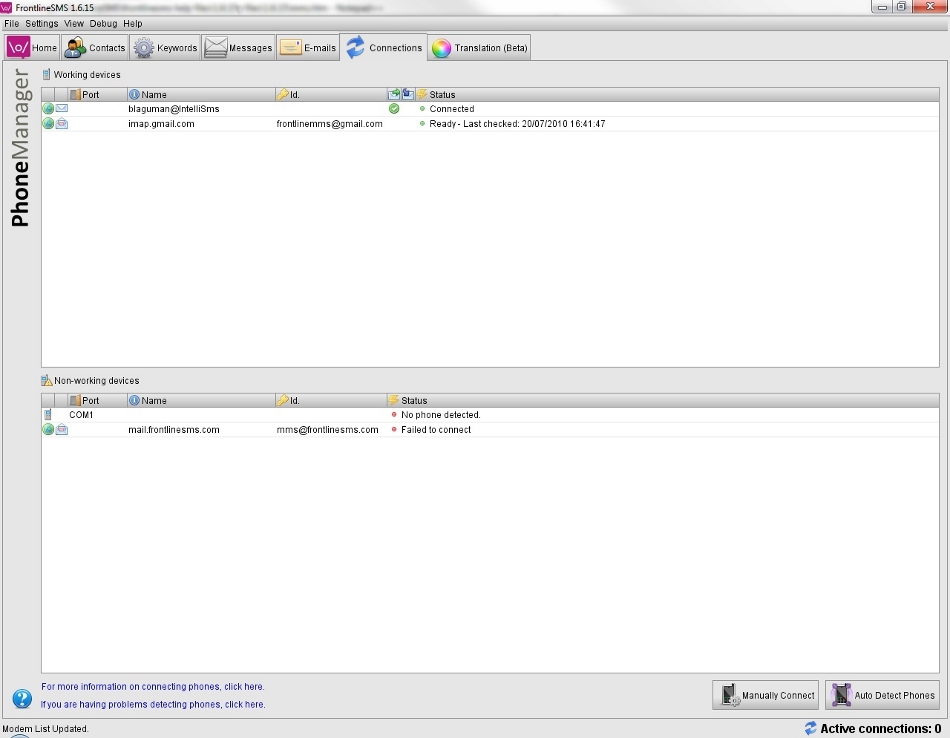 FrontlineSMS 1.6.15
File Settings View Debug Help
Home Contacts Keywords Messages E-mails Connections Translation (Beta)
PhoneManager
Working devices
Port Name Id. Status
blaguman@IntelliSms Connected
imap.gmail.com frontlinemms@gmail.com Ready - Last checked: 20/07/2010 16:41:47
Non-working devices
Port Name Id. Status
COM1 No phone detected.
mail.frontlinesms.com mms@frontlinesms.com Failed to connect
For more information on connecting phones, click here.
If you are having problems detecting phones, click here.
Manually Connect Auto Detect Phones
Modem List Updated. Active connections: 0